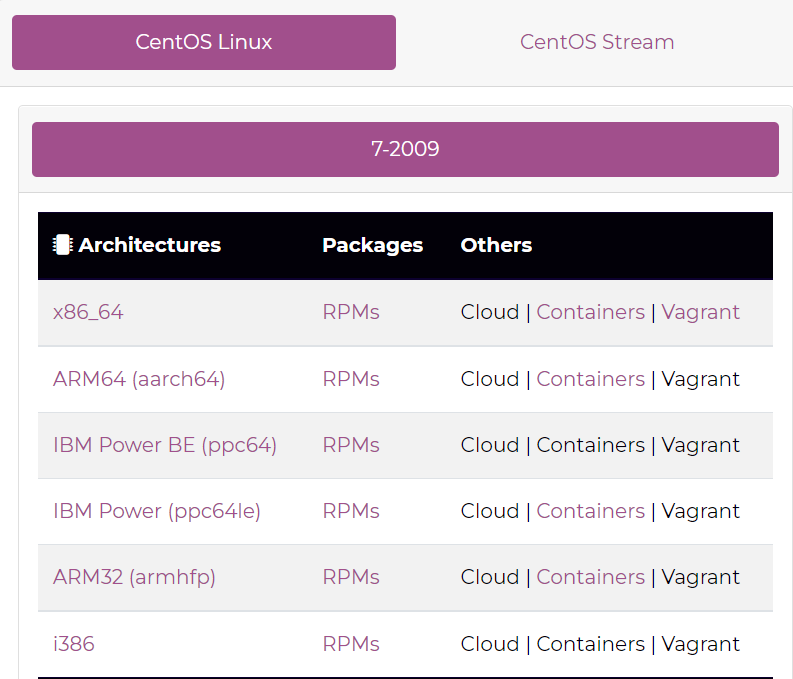 CentOS Linux CentOS Stream
7-2009
Architectures Packages Others
x86_64 RPMs Cloud | Containers | Vagrant
ARM64 (aarch64) RPMs Cloud | Containers | Vagrant
IBM Power BE (ppc64) RPMs Cloud | Containers | Vagrant
IBM Power (ppc64le) RPMs Cloud | Containers | Vagrant
ARM32 (armhfp) RPMs Cloud | Containers | Vagrant
i386 RPMs Cloud | Containers | Vagrant